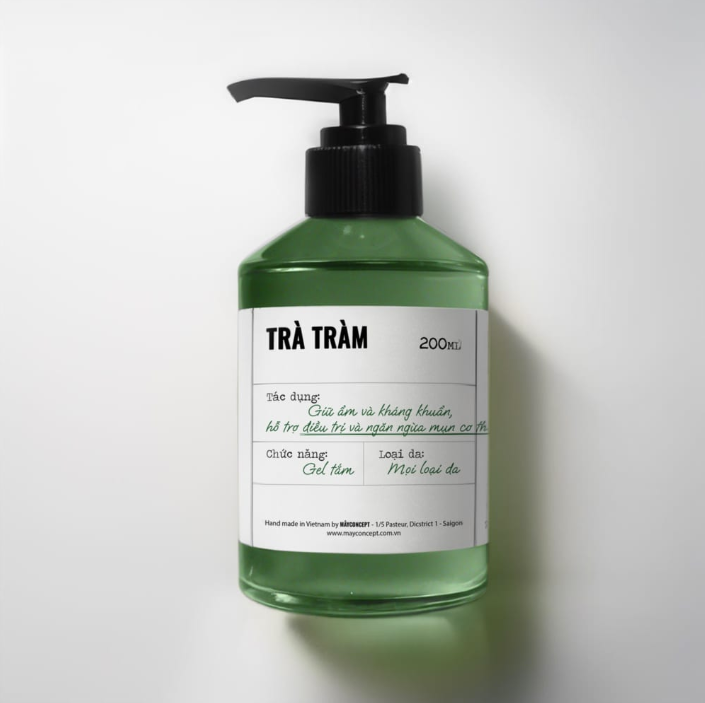 TRÀ TRÀM
200ML
Tác dụng:
Giữ ẩm và kháng khuẩn,
hỗ trợ điều trị và ngăn ngừa mụn cơ th
Chức năng:
Gel tắm
Loại da:
Mọi loại da
Hand made in Vietnam by MÂYCONCEPT - 1/5 Pasteur, Dicstrict 1 - Saigon
www.mayconcept.com.vn